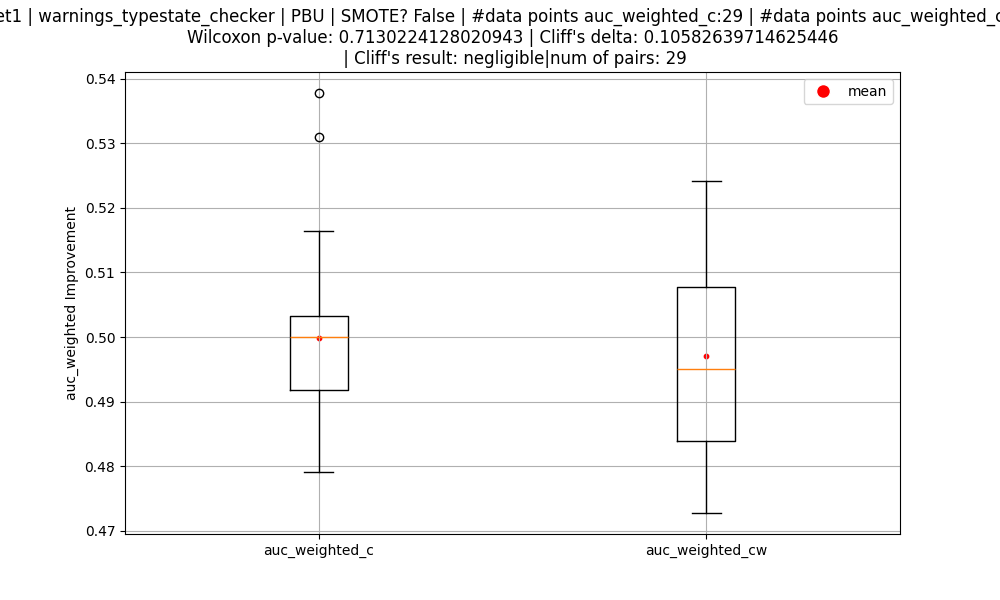 et1 | warnings_typestate_checker | PBU | SMOTE? False | #data points auc_weighted_c:29 | #data points auc_weighted_c
Wilcoxon p-value: 0.7130224128020943 | Cliff's delta: 0.10582639714625446
| Cliff's result: negligible|num of pairs: 29
mean
0.54
0.53
0.52
0.51
0.50
0.49
0.48
0.47
auc_weighted Improvement
auc_weighted_c
auc_weighted_cw